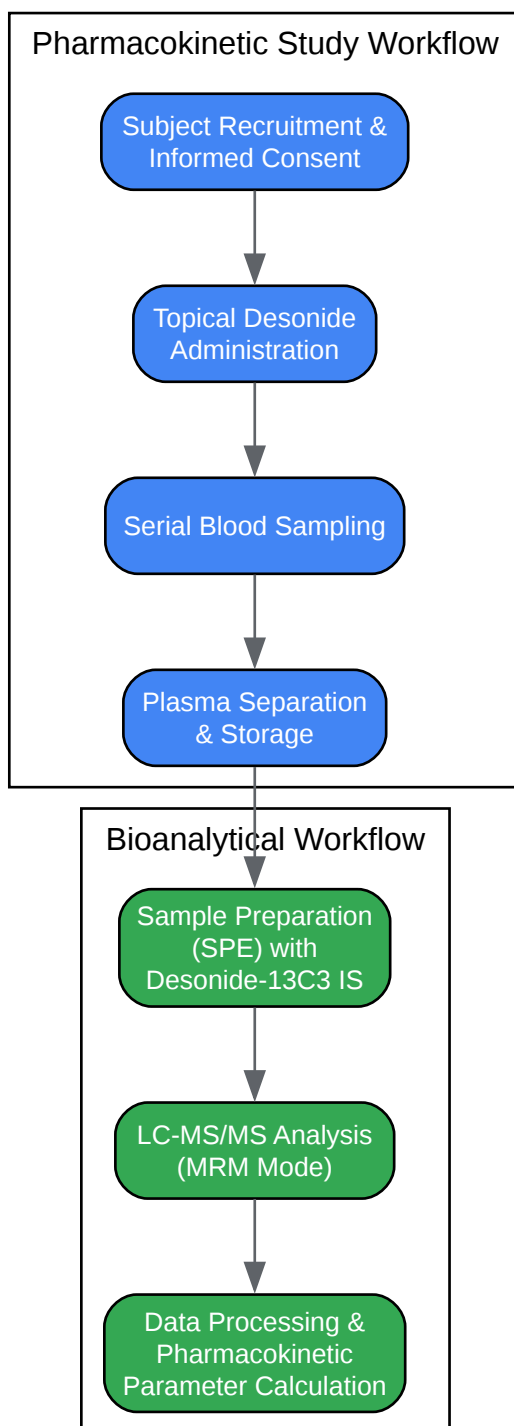 Pharmacokinetic Study Workflow
Subject Recruitment &
Informed Consent
Topical Desonide
Administration
Serial Blood Sampling
Plasma Separation
& Storage
Bioanalytical Workflow
Sample Preparation
(SPE) with
Desonide-13C3 IS
LC-MS/MS Analysis
(MRM Mode)
Data Processing &
Pharmacokinetic
Parameter Calculation